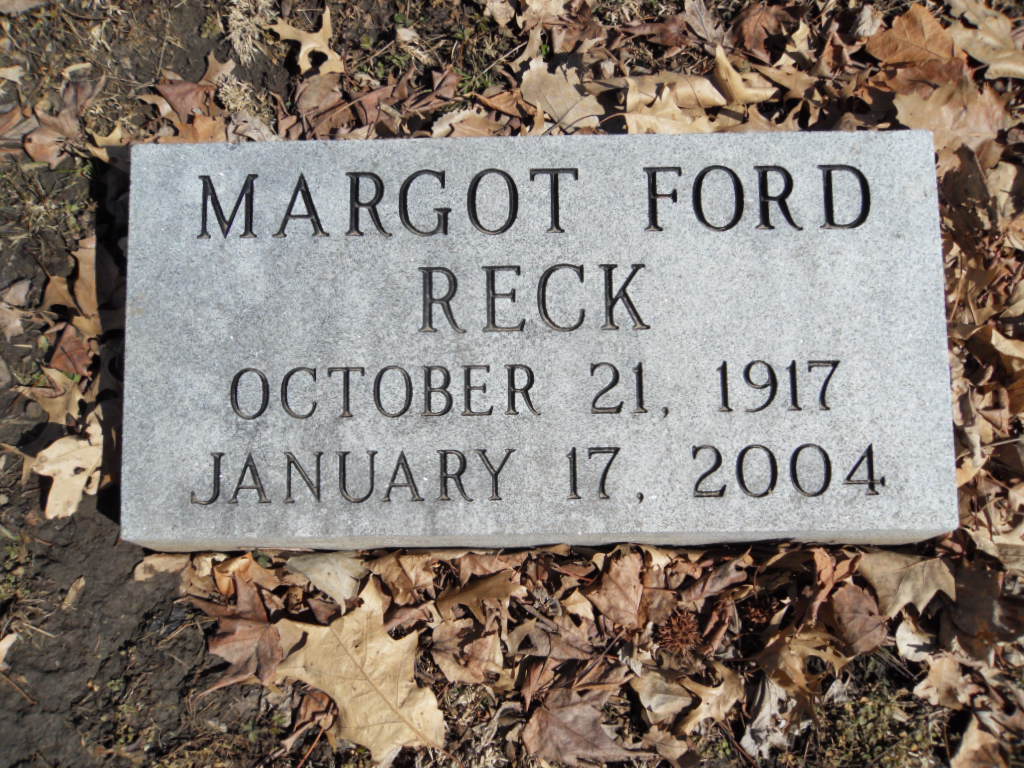 MARGOT FORD
RECK
OCTOBER 21, 1917
JANUARY 17, 2004